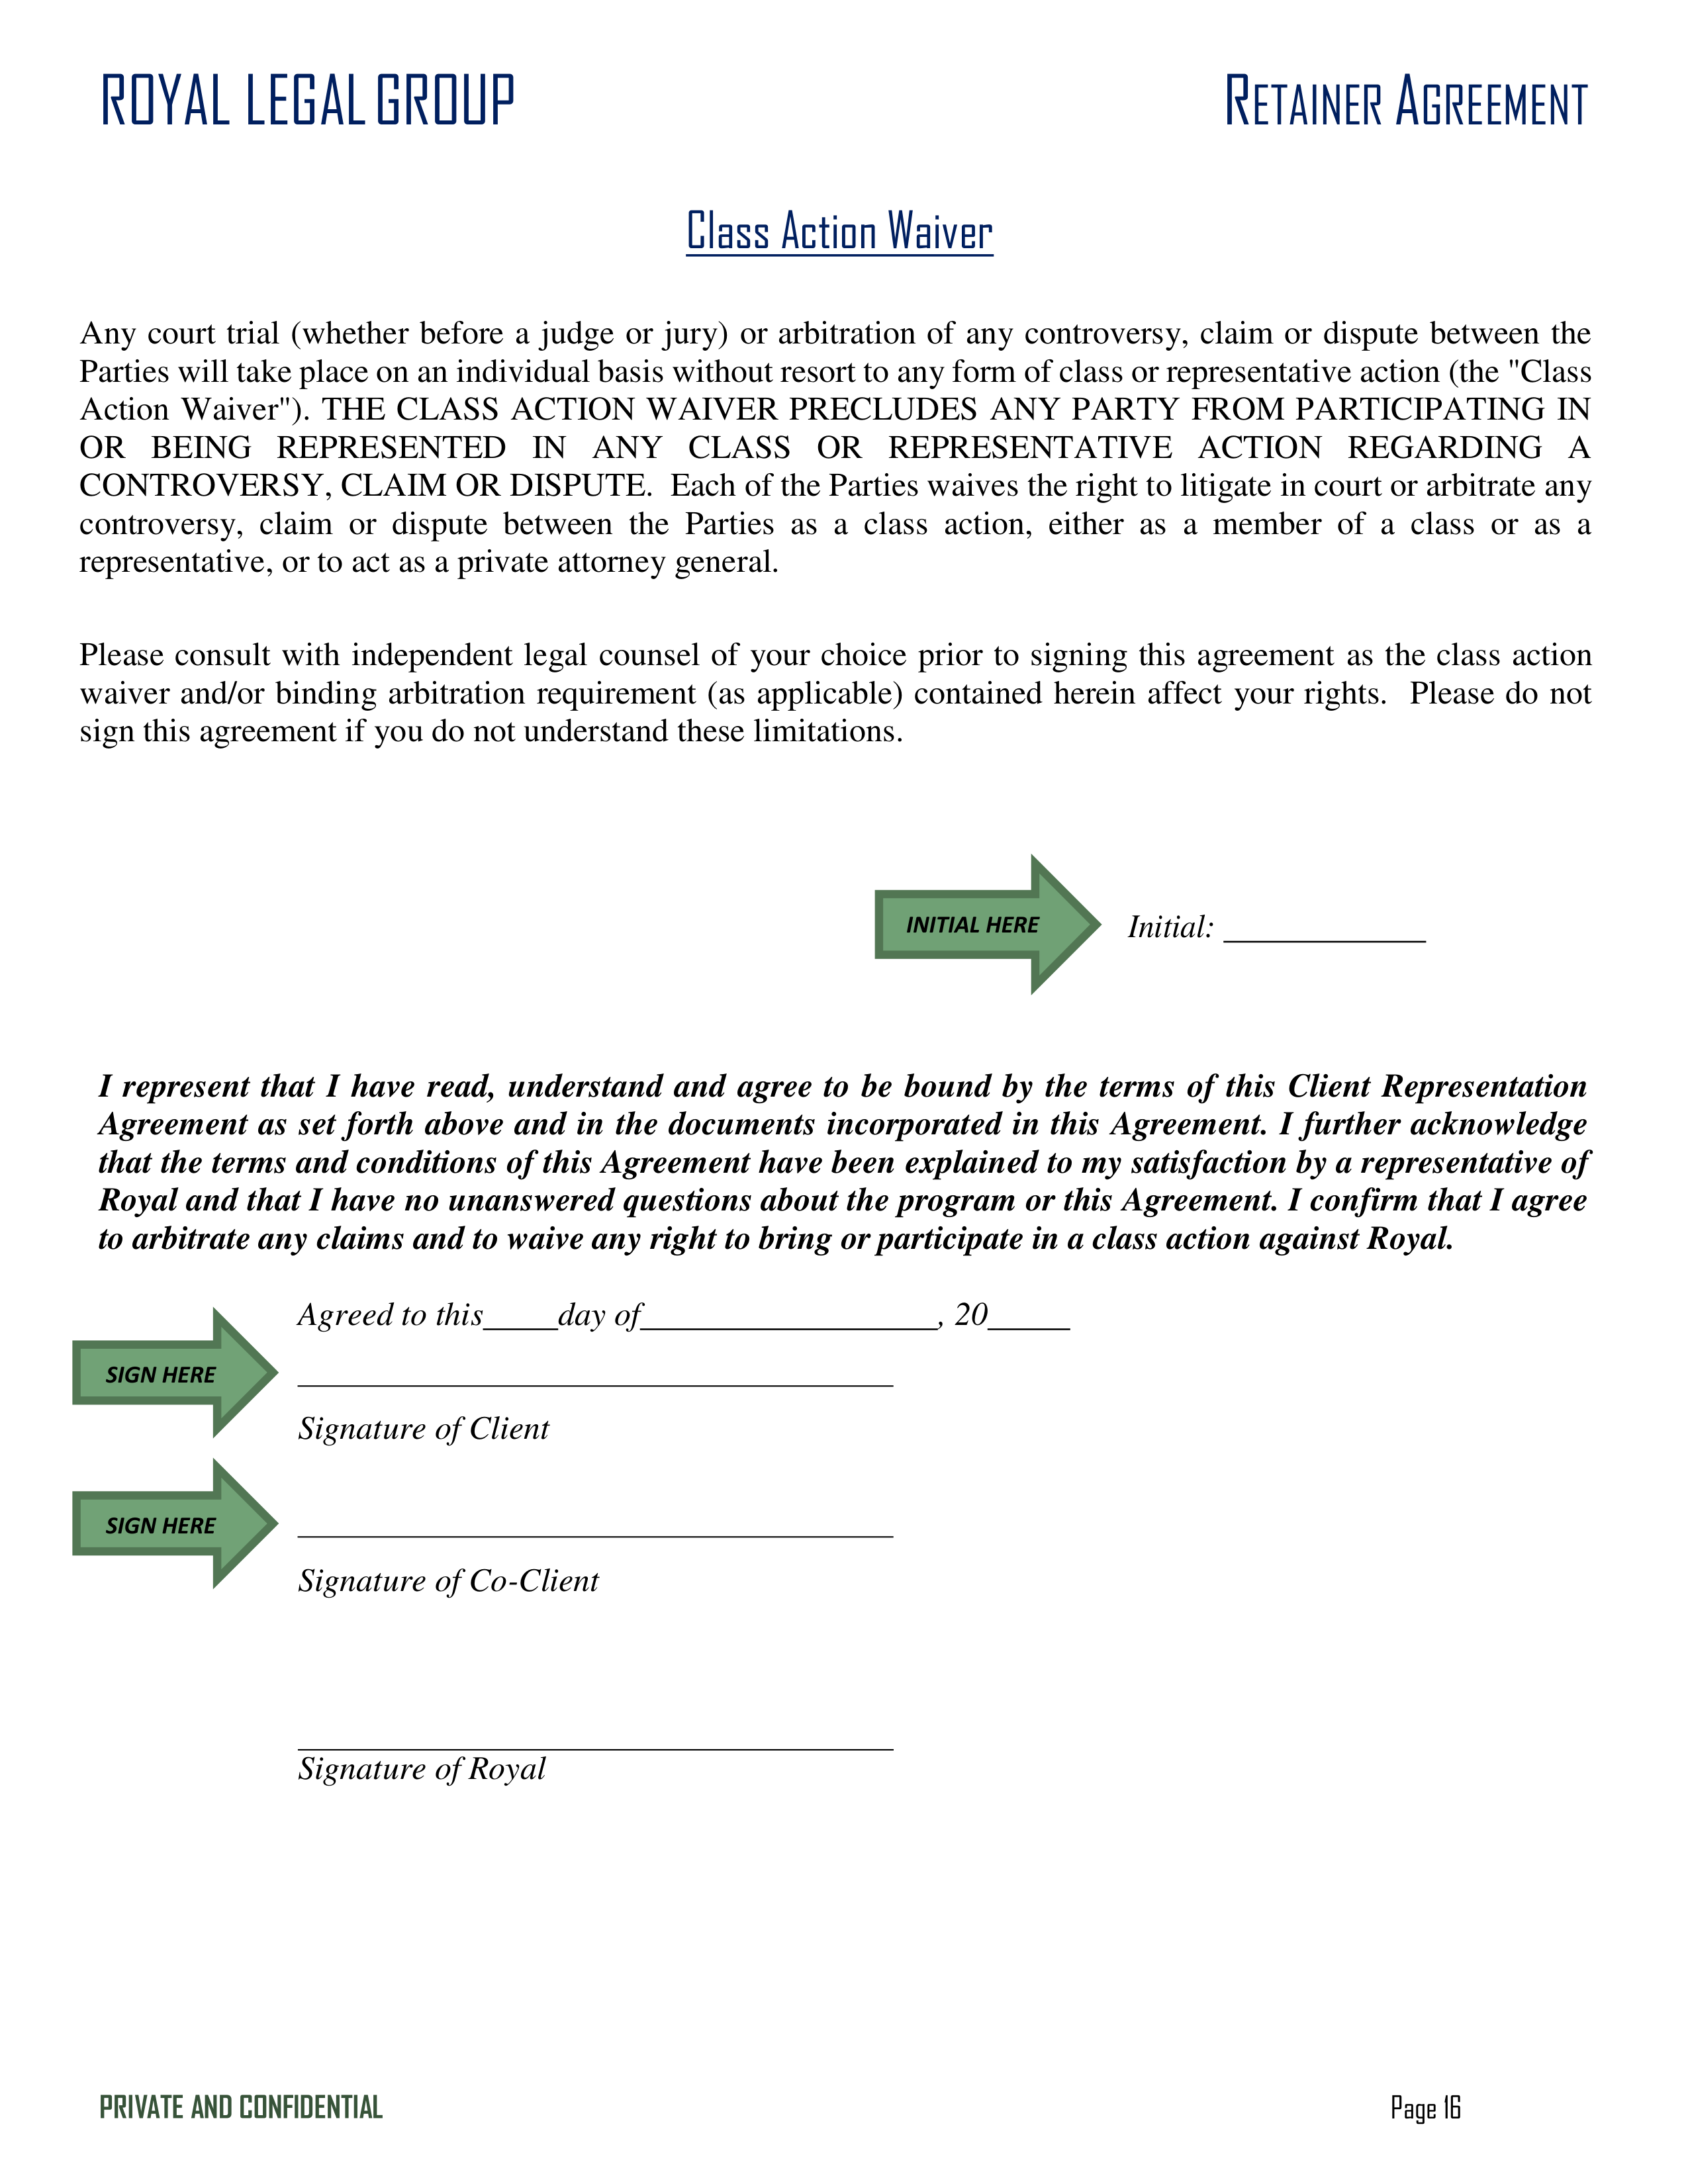 ROYAL LEGAL GROUP RETAINER AGREEMENT
Class Action Waiver
Any court trial (whether before a judge or jury) or arbitration of any controversy, claim or dispute between the
Parties will take place on an individual basis without resort to any form of class or representative action (the "Class
Action Waiver"). THE CLASS ACTION WAIVER PRECLUDES ANY PARTY FROM PARTICIPATING IN
OR BEING REPRESENTED IN ANY CLASS OR REPRESENTATIVE ACTION REGARDING A
CONTROVERSY, CLAIM OR DISPUTE. Each of the Parties waives the right to litigate in court or arbitrate any
controversy, claim or dispute between the Parties as a class action, either as a member of a class or as a
representative, or to act as a private attorney general.
Please consult with independent legal counsel of your choice prior to signing this agreement as the class action
waiver and/or binding arbitration requirement (as applicable) contained herein affect your rights. Please do not
sign this agreement if you do not understand these limitations.
INITIAL HERE Initial: ____________
I represent that I have read, understand and agree to be bound by the terms of this Client Representation
Agreement as set forth above and in the documents incorporated in this Agreement. I further acknowledge
that the terms and conditions of this Agreement have been explained to my satisfaction by a representative of
Royal and that I have no unanswered questions about the program or this Agreement. I confirm that I agree
to arbitrate any claims and to waive any right to bring or participate in a class action against Royal.
Agreed to this_____day of____________________, 20_____
SIGN HERE
Signature of Client
SIGN HERE
Signature of Co-Client
Signature of Royal
PRIVATE AND CONFIDENTIAL Page 16